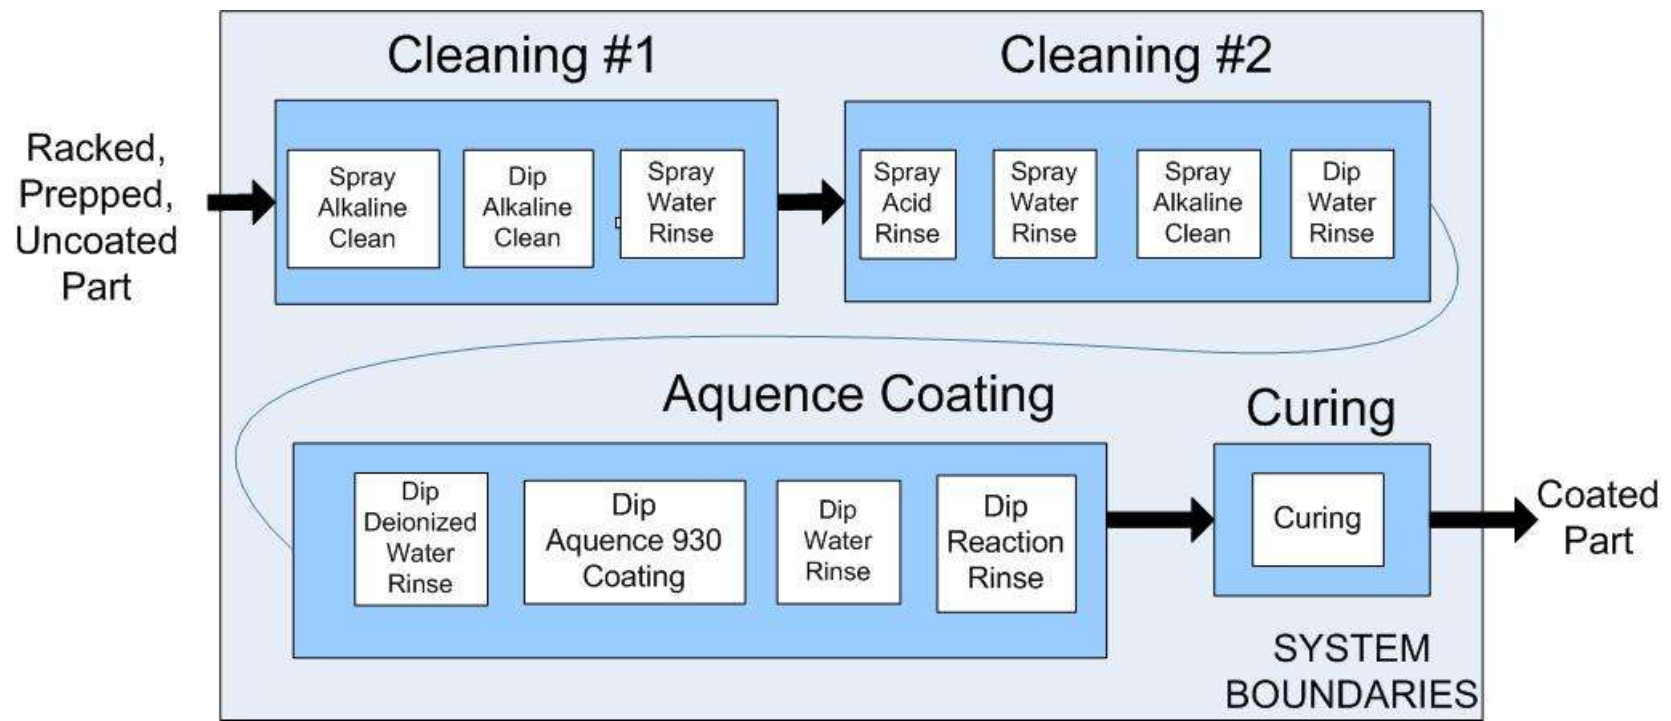 Cleaning #1
Cleaning #2
Racked,
Prepped,
Uncoated
Part
Spray
Alkaline
Clean
Dip
Alkaline
Clean
Spray
Water
Rinse
Spray
Acid
Rinse
Spray
Water
Rinse
Spray
Alkaline
Clean
Dip
Water
Rinse
Aquence Coating
Curing
Dip
Deionized
Water
Rinse
Dip
Aquence 930
Coating
Dip
Water
Rinse
Dip
Reaction
Rinse
Curing
Coated
Part
SYSTEM
BOUNDARIES